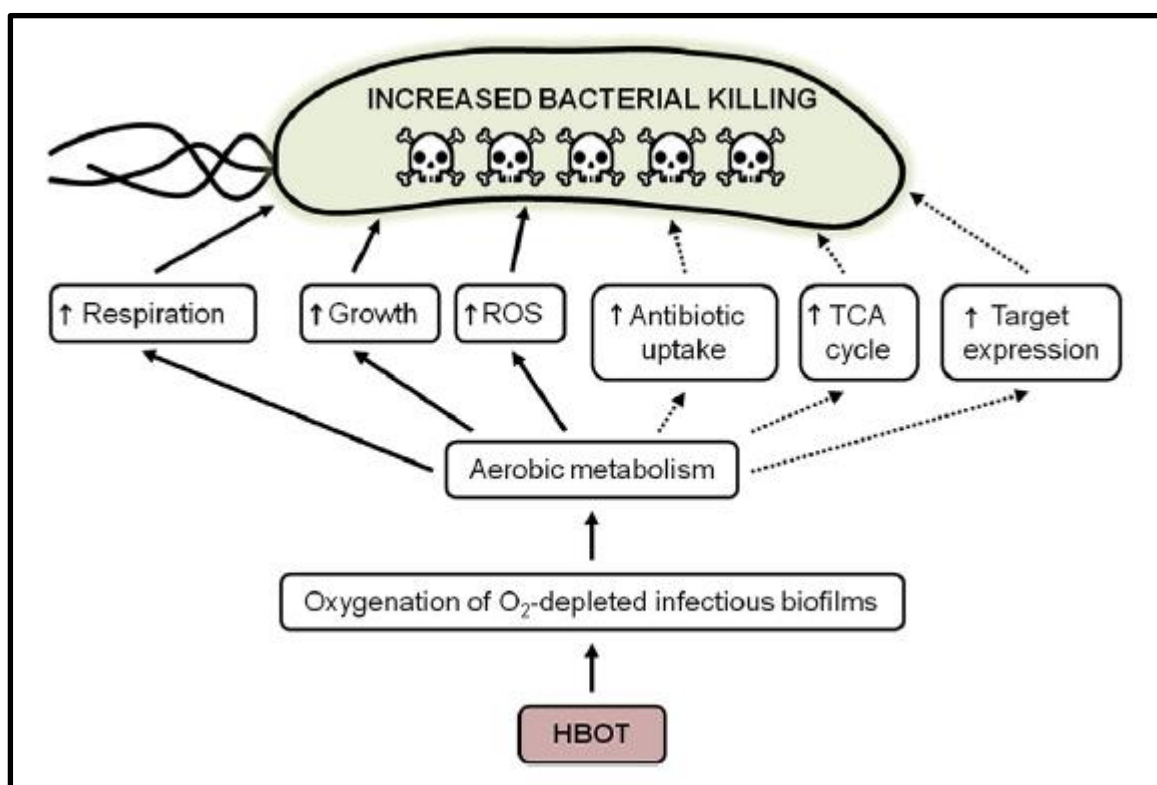 INCREASED BACTERIAL KILLING
↑ Respiration
↑ Growth
↑ ROS
↑ Antibiotic
uptake
↑ TCA
cycle
↑ Target
expression
Aerobic metabolism
Oxygenation of O₂-depleted infectious biofilms
HBOT